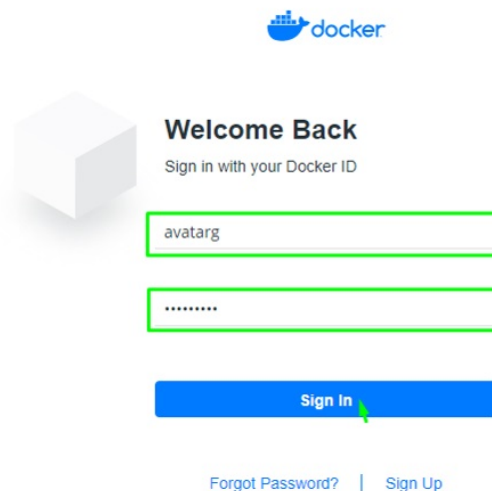 docker
Welcome Back
Sign in with your Docker ID
avatarg
•••••••••
Sign In
Forgot Password? | Sign Up